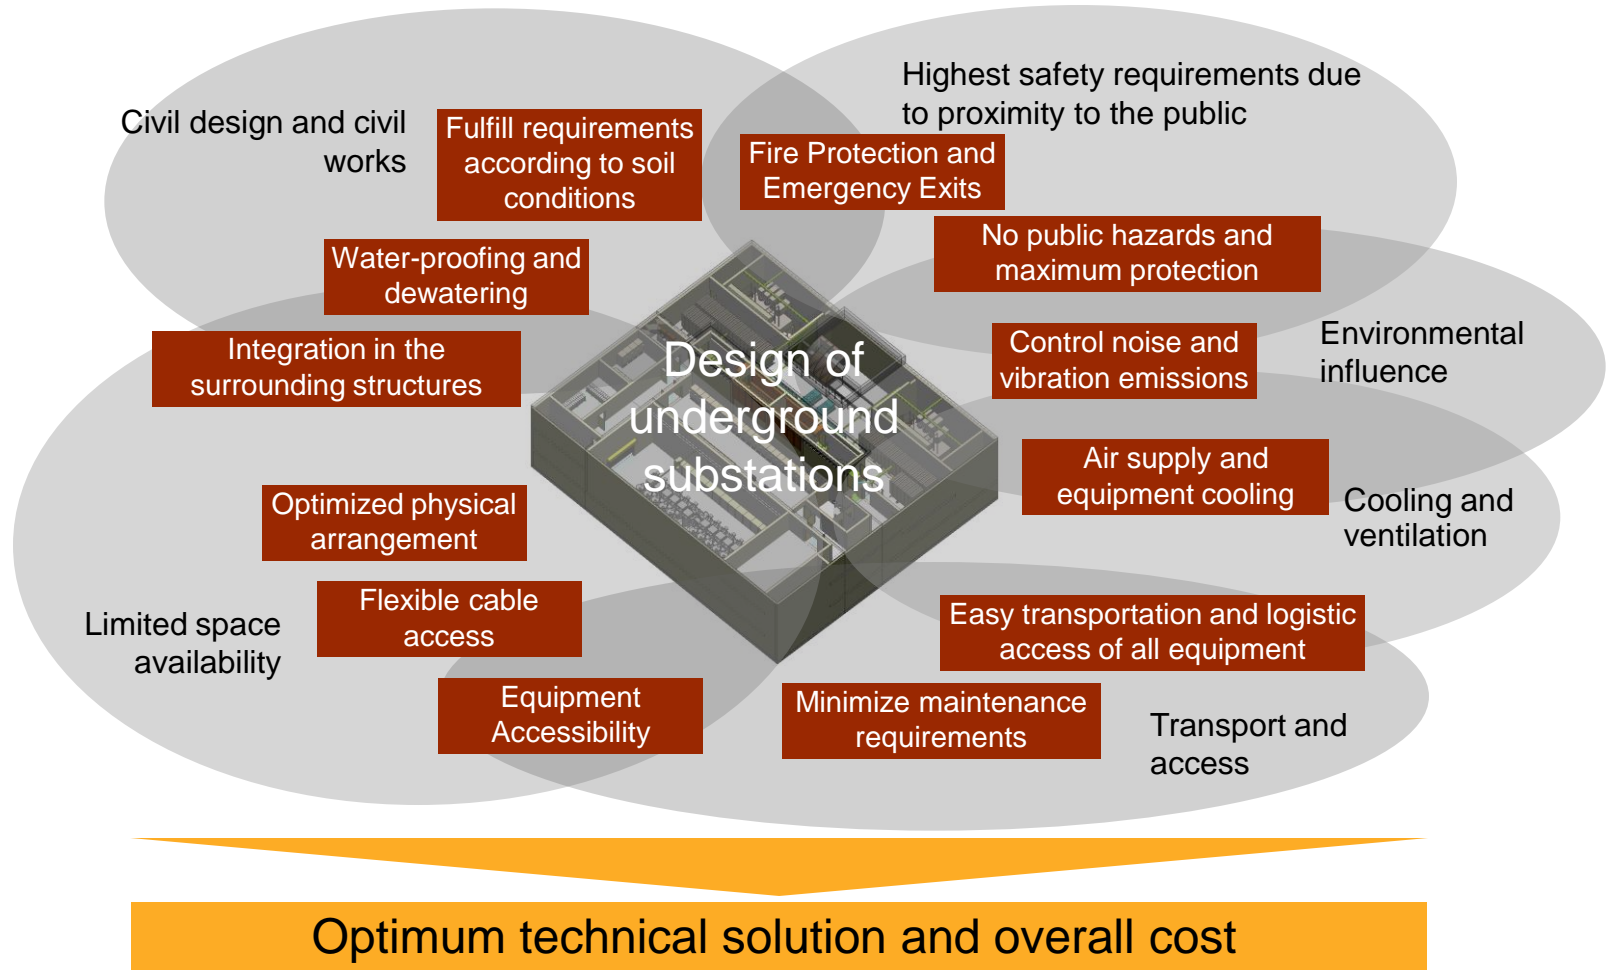 Civil design and civil
works
Fulfill requirements
according to soil
conditions
Water-proofing and
dewatering
Integration in the
surrounding structures
Highest safety requirements due
to proximity to the public
Fire Protection and
Emergency Exits
No public hazards and
maximum protection
Control noise and
vibration emissions
Environmental
influence
Air supply and
equipment cooling
Cooling and
ventilation
Design of
underground
substations
Optimized physical
arrangement
Flexible cable
access
Limited space
availability
Equipment
Accessibility
Easy transportation and logistic
access of all equipment
Minimize maintenance
requirements
Transport and
access
Optimum technical solution and overall cost